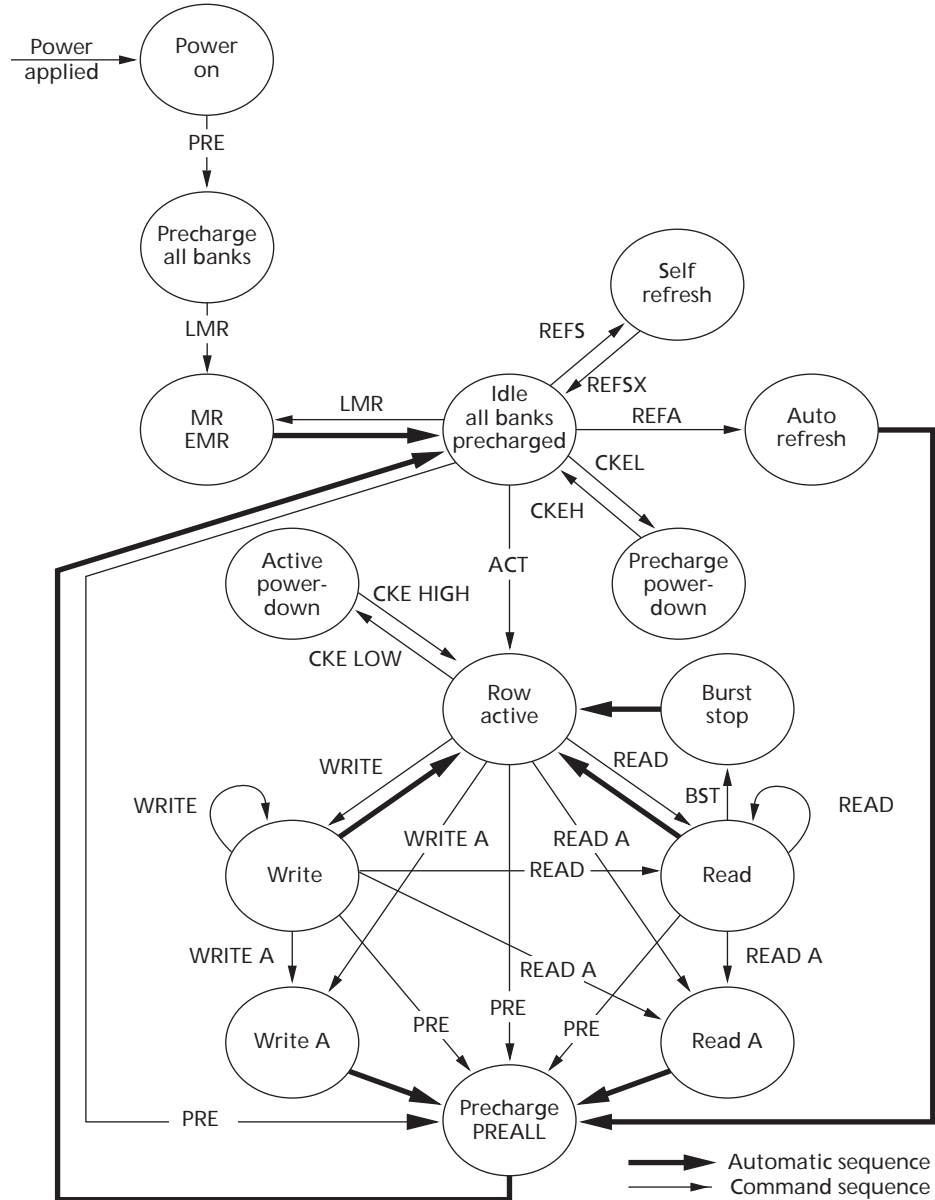 Power
applied
Power
on
PRE
Precharge
all banks
LMR
Self
refresh
REFS
REFSX
MR
EMR
LMR
Idle
all banks
precharged
REFA
Auto
refresh
CKEL
CKEH
Precharge
power-
down
ACT
Active
power-
down
CKE HIGH
CKE LOW
Row
active
Burst
stop
WRITE
READ
BST
WRITE
READ
WRITE A
READ A
Write
READ
Read
WRITE A
READ A
READ A
Write A
PRE
PRE
PRE
Read A
Precharge
PREALL
PRE
Automatic sequence
Command sequence